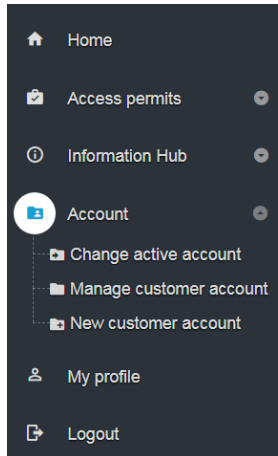 Home
Access permits
Information Hub
Account
Change active account
Manage customer account
New customer account
My profile
Logout